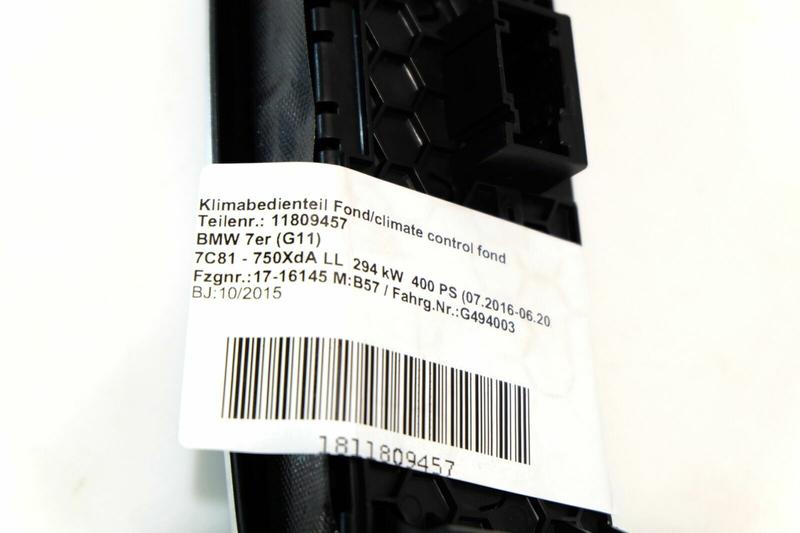 Klimabedienteil Fond/climate control fond
Teilenr.: 11809457
BMW 7er (G11)
7C81 - 750XdA LL 294 kW 400 PS (07.2016-06.20
Fzgnr.:17-16145 M:B57 / Fahrg.Nr.:G494003
BJ:10/2015
1811809457